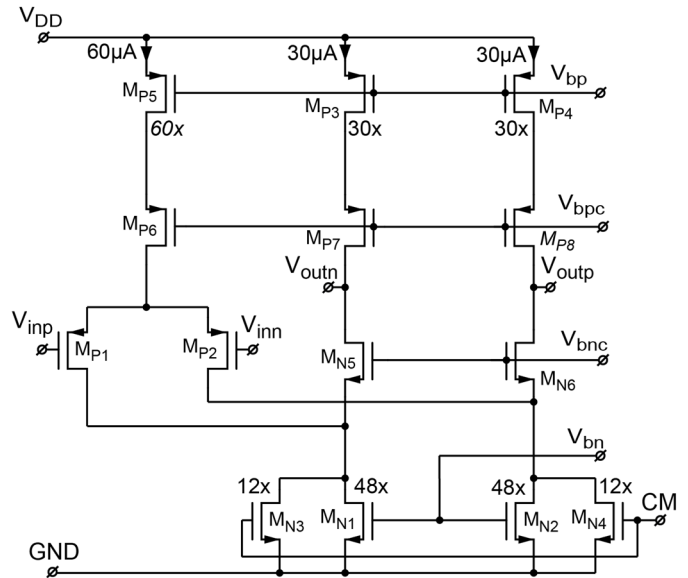 V_DD
60μA 30μA 30μA
M_P5 M_P3 M_P4 V_bp
60x 30x 30x
M_P6 M_P7 M_P8 V_bpc
V_outn V_outp
V_inp V_inn
M_P1 M_P2 M_N5 M_N6 V_bnc
V_bn
12x 48x 48x 12x
M_N3 M_N1 M_N2 M_N4 CM
GND